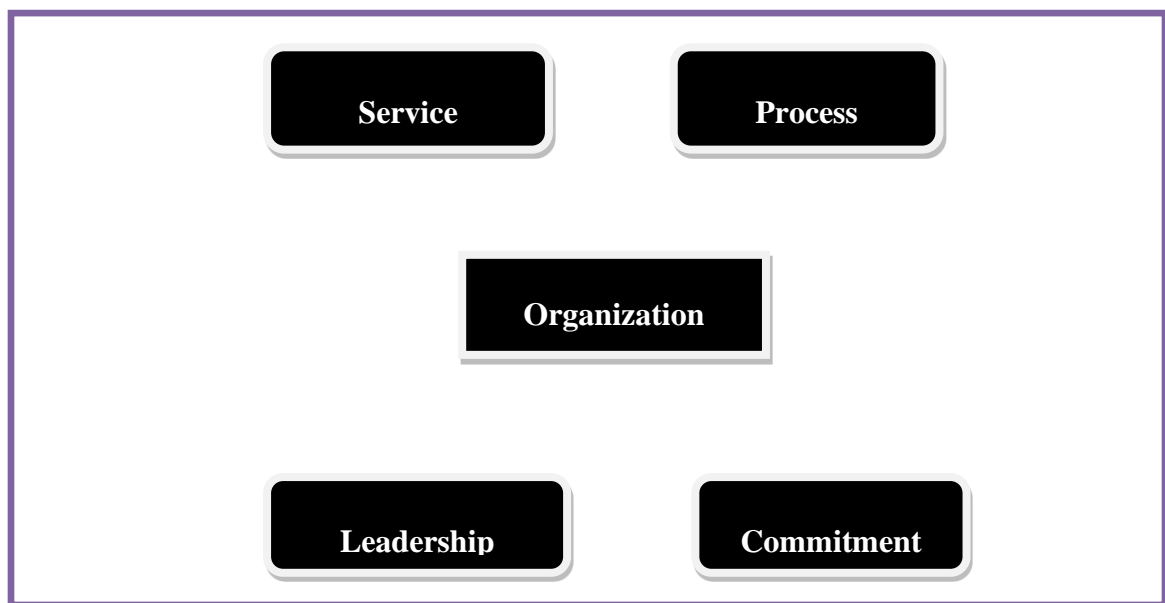 Service
Process
Organization
Leadership
Commitment